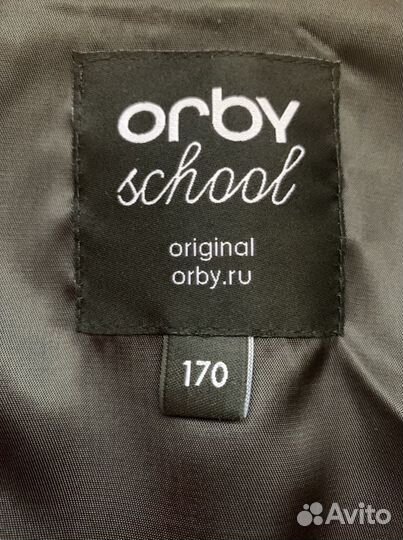 orby
school
original
orby.ru
170
Avito